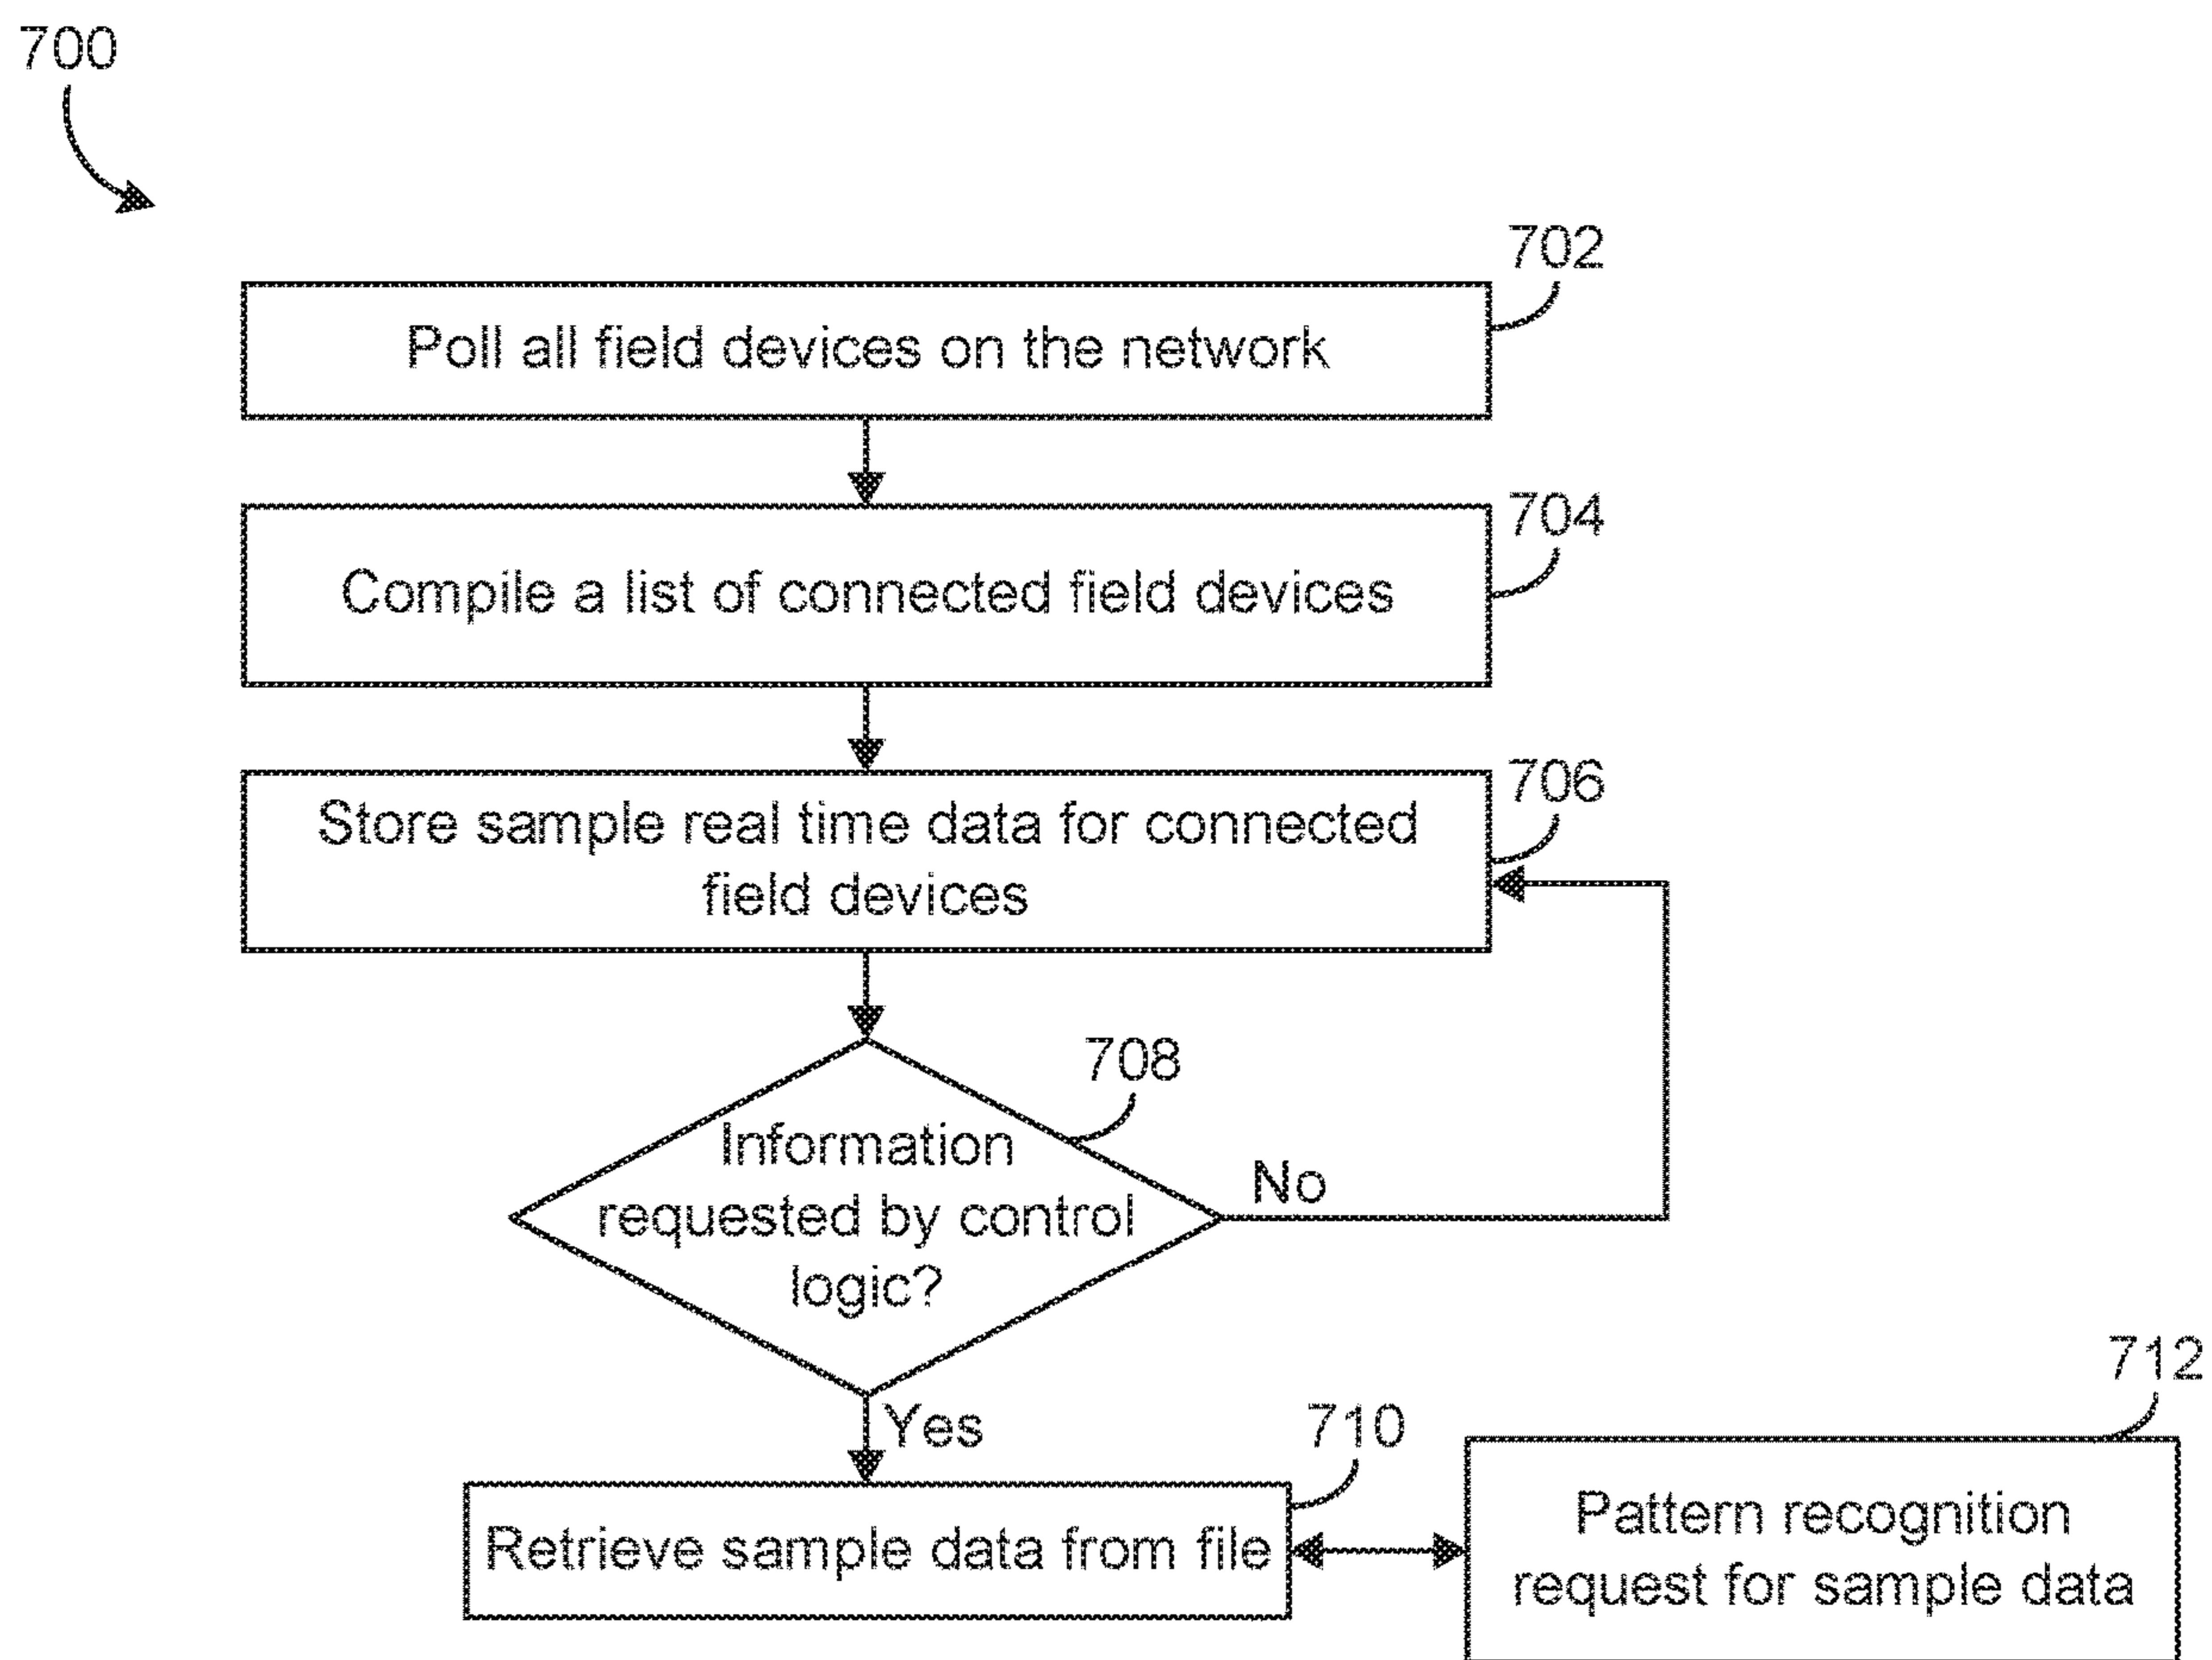 700
702
Poll all field devices on the network
704
Compile a list of connected field devices
706
Store sample real time data for connected
field devices
708
Information
requested by control
logic?
No
Yes
710
712
Retrieve sample data from file
Pattern recognition
request for sample data